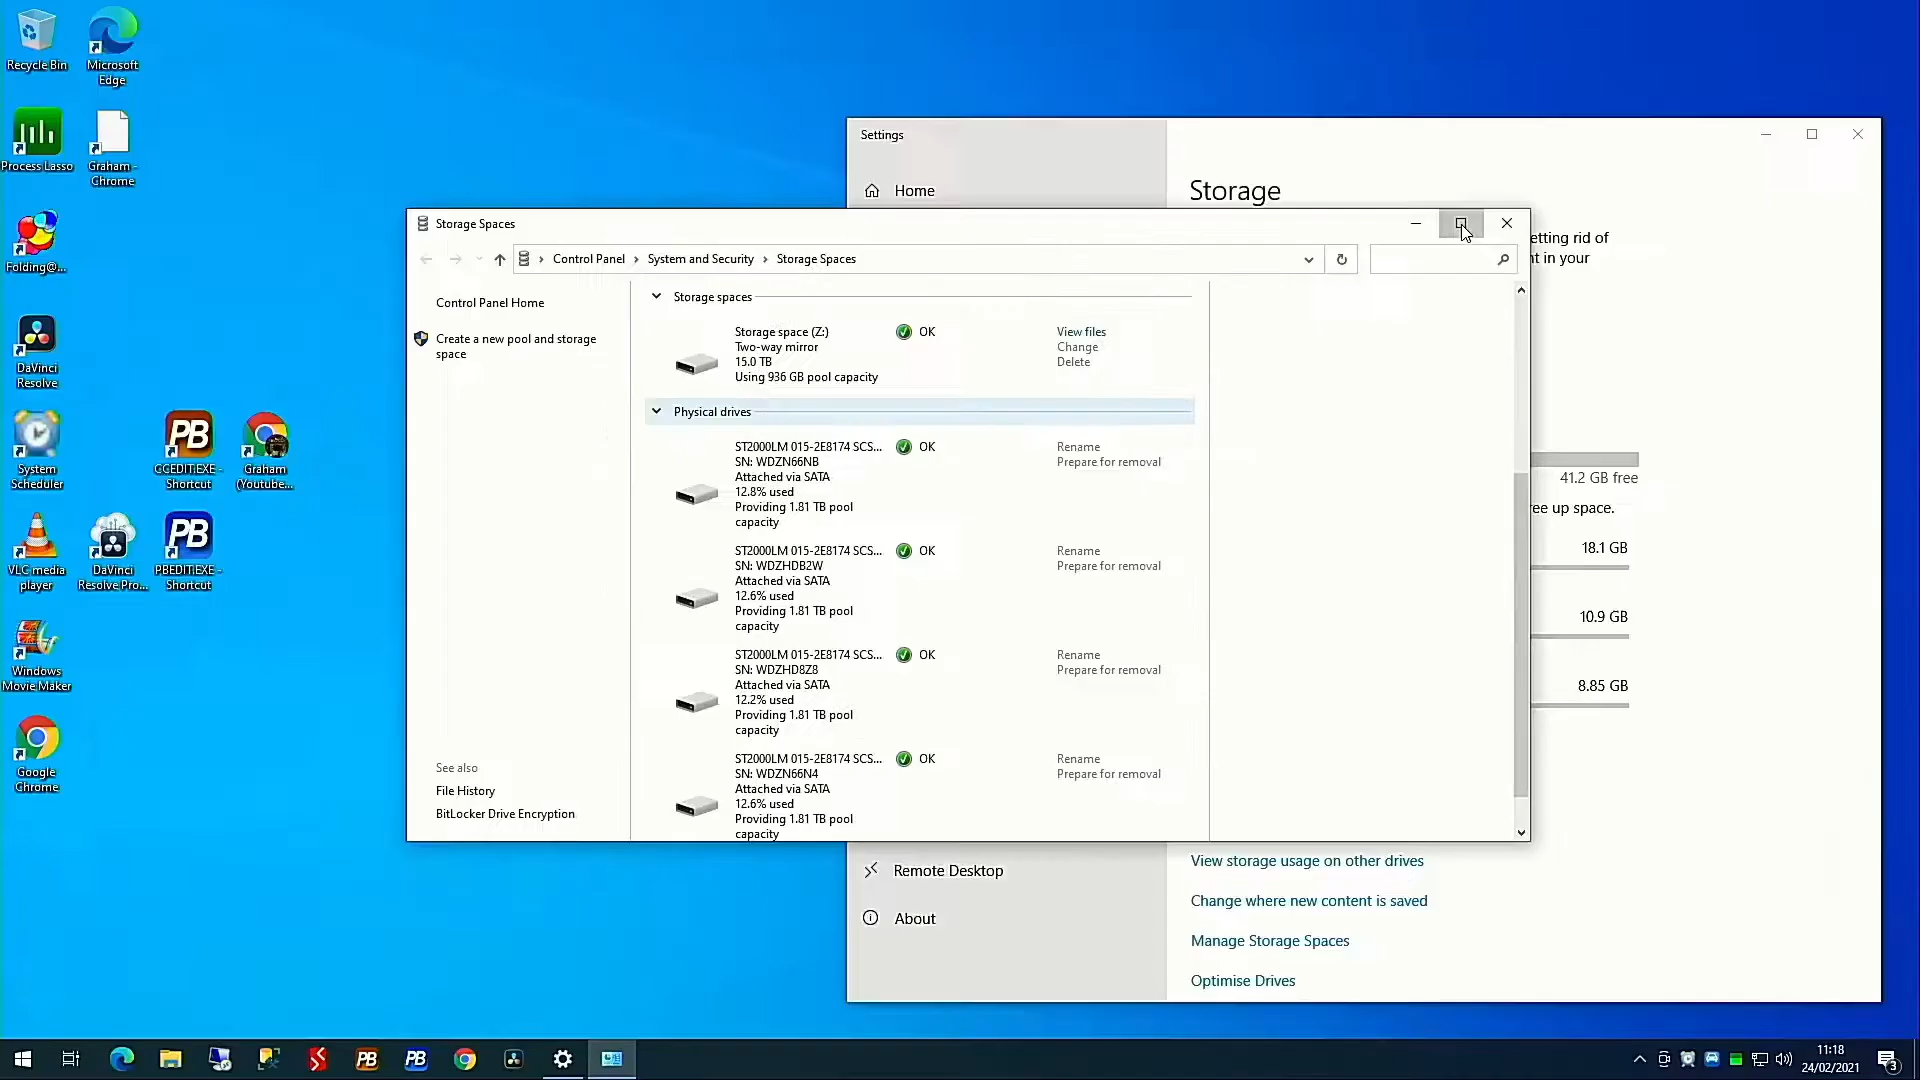 Recycle Bin
Microsoft
Edge
Process Lasso
Graham -
Chrome
Folding@...
DaVinci
Resolve
System
Scheduler
CCEDIT.EXE -
Shortcut
Graham
(Youtube...
VLC media
player
DaVinci
Resolve Pro...
PBEDIT.EXE -
Shortcut
Windows
Movie Maker
Google
Chrome
Settings
Home
Storage
etting rid of
nt in your
41.2 GB free
ree up space.
18.1 GB
10.9 GB
8.85 GB
Storage Spaces
Control Panel > System and Security > Storage Spaces
Control Panel Home
Create a new pool and storage
space
See also
File History
BitLocker Drive Encryption
Storage spaces
Storage space (Z:)
Two-way mirror
15.0 TB
Using 936 GB pool capacity
OK
View files
Change
Delete
Physical drives
ST2000LM 015-2E8174 SCS...
SN: WDZN66NB
Attached via SATA
12.8% used
Providing 1.81 TB pool
capacity
OK
Rename
Prepare for removal
ST2000LM 015-2E8174 SCS...
SN: WDZHDB2W
Attached via SATA
12.6% used
Providing 1.81 TB pool
capacity
OK
Rename
Prepare for removal
ST2000LM 015-2E8174 SCS...
SN: WDZHD8Z8
Attached via SATA
12.2% used
Providing 1.81 TB pool
capacity
OK
Rename
Prepare for removal
ST2000LM 015-2E8174 SCS...
SN: WDZN66N4
Attached via SATA
12.6% used
Providing 1.81 TB pool
capacity
OK
Rename
Prepare for removal
Remote Desktop
About
View storage usage on other drives
Change where new content is saved
Manage Storage Spaces
Optimise Drives
PB
PB
PB
PB
11:18
24/02/2021
3